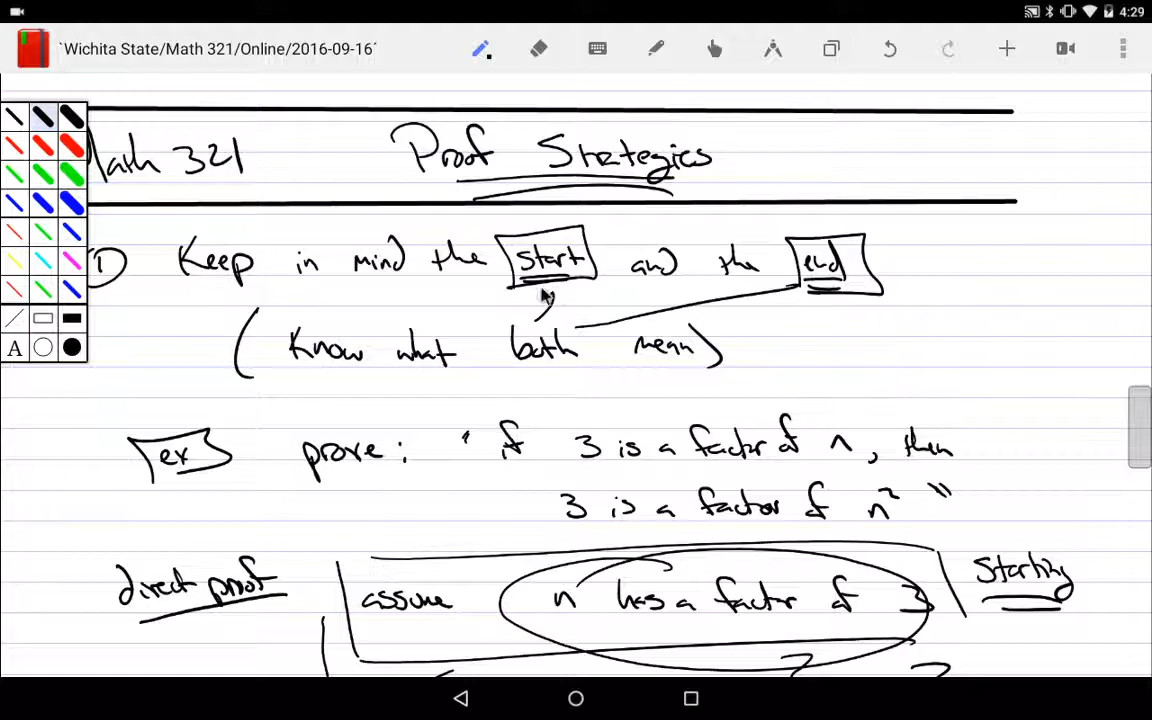 4:29
`Wichita State/Math 321/Online/2016-09-16´
Math 321 Proof Strategies
1) Keep in mind the start and the end
(Know what both mean)
ex prove: "if 3 is a factor of n, then
3 is a factor of n² "
direct proof assume n has a factor of 3 Starting
A